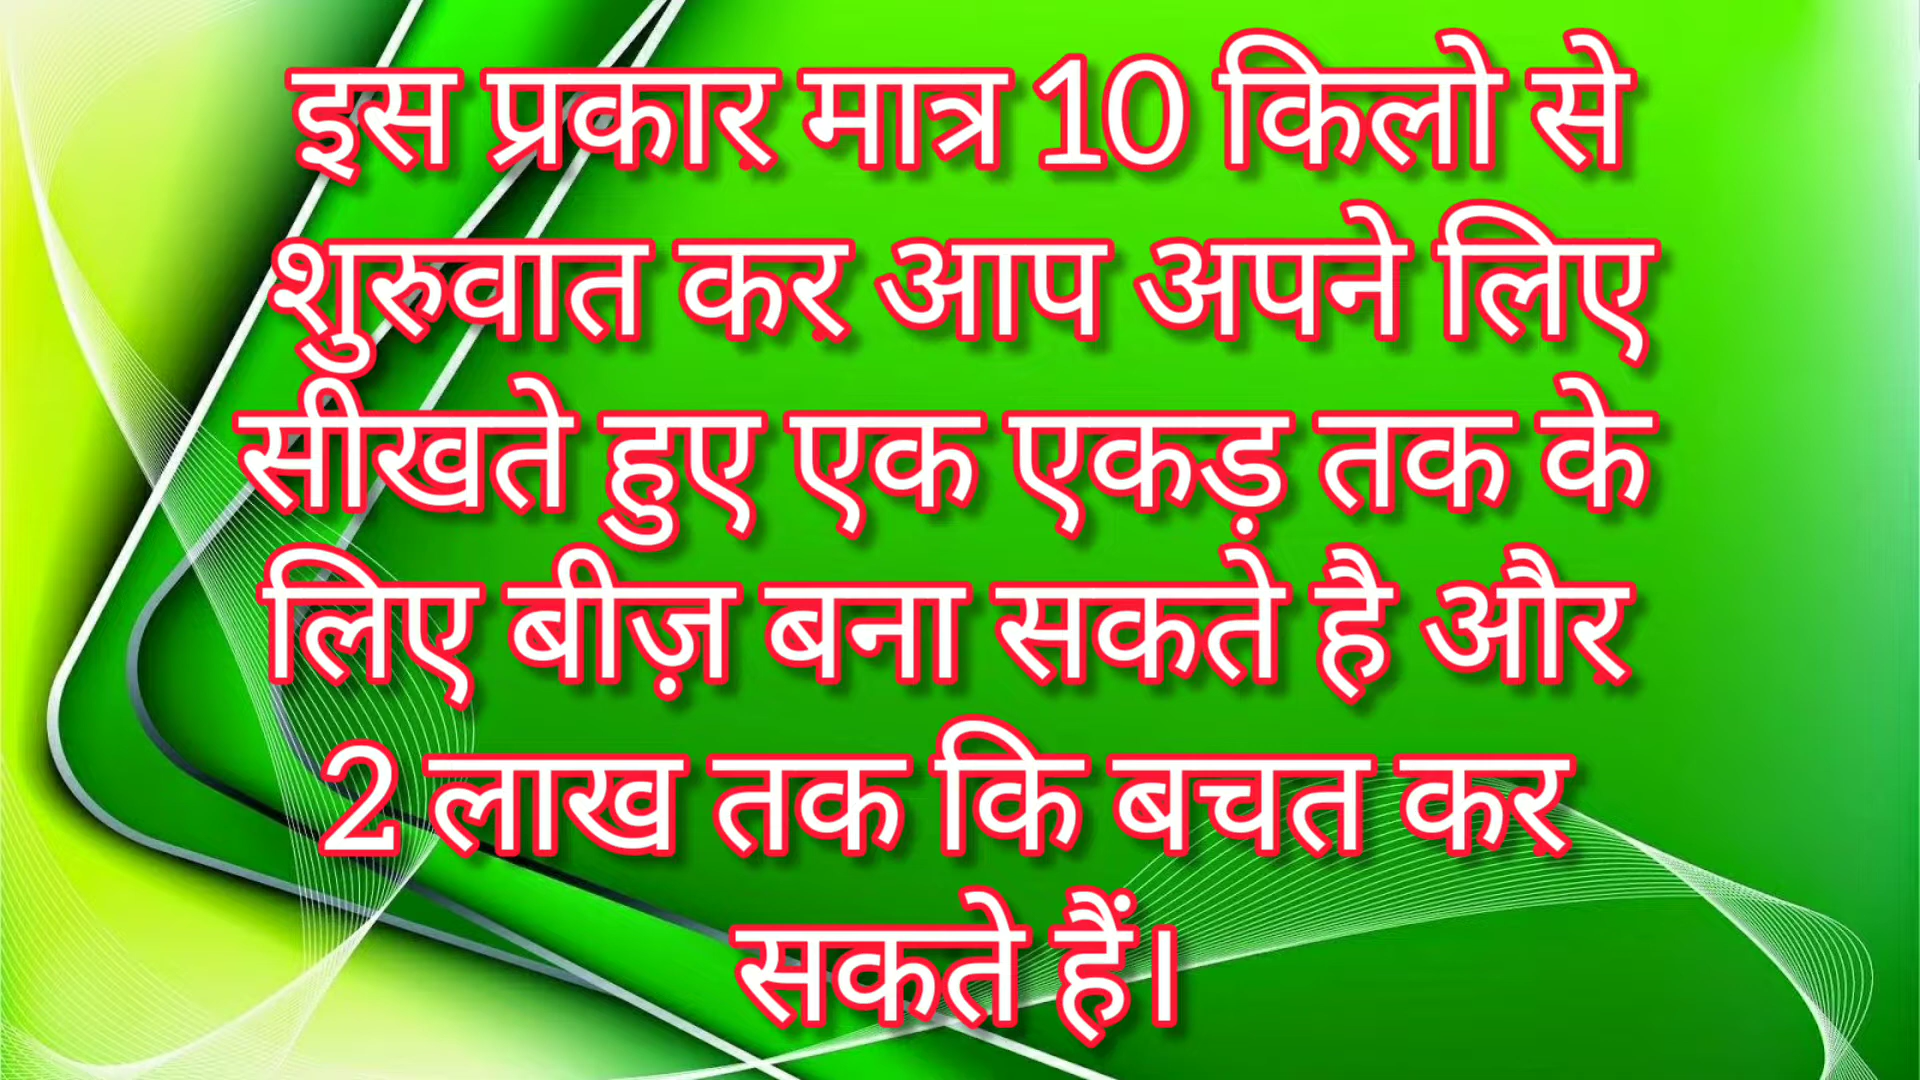 इस प्रकार मात्र 10 किलो से
शुरुवात कर आप अपने लिए
सीखते हुए एक एकड़ तक के
लिए बीज़ बना सकते है और
2 लाख तक कि बचत कर
सकते हैं।